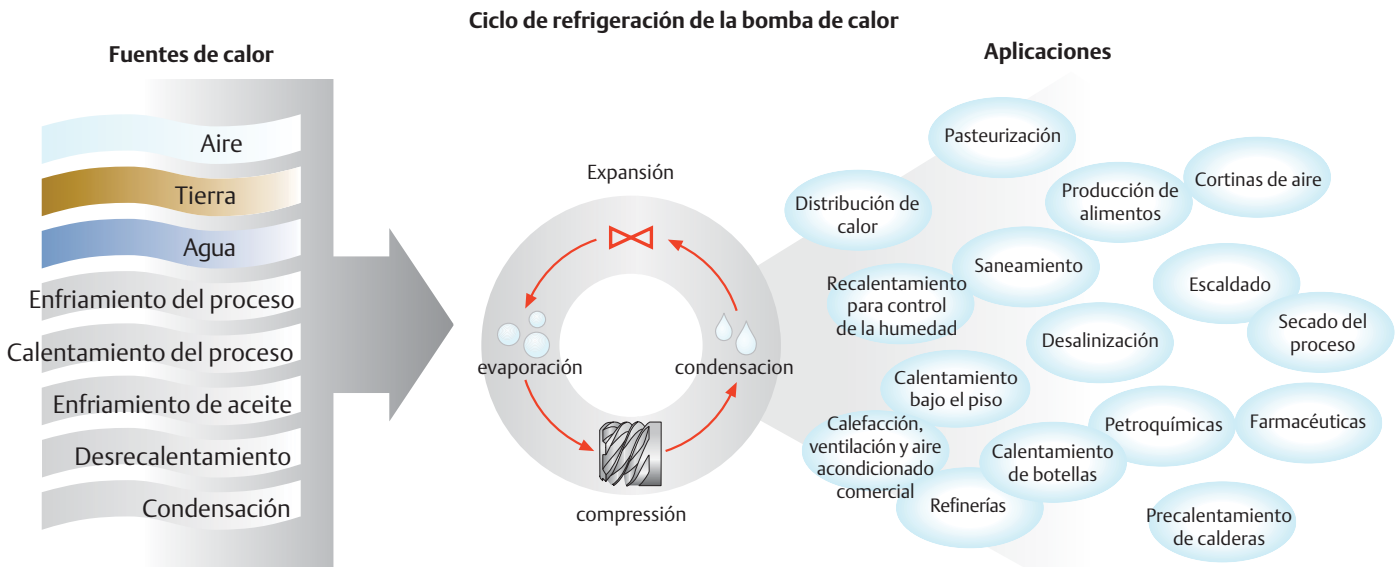 Ciclo de refrigeración de la bomba de calor
Fuentes de calor
Aire
Tierra
Agua
Enfriamiento del proceso
Calentamiento del proceso
Enfriamiento de aceite
Desrecalentamiento
Condensación
Expansión
evaporación
condensacion
compressión
Aplicaciones
Pasteurización
Cortinas de aire
Producción de
alimentos
Distribución de
calor
Saneamiento
Recalentamiento
para control
de la humedad
Escaldado
Secado del
proceso
Desalinización
Calentamiento
bajo el piso
Calefacción,
ventilación y aire
acondicionado
comercial
Petroquímicas
Farmacéuticas
Calentamiento
de botellas
Refinerías
Precalentamiento
de calderas